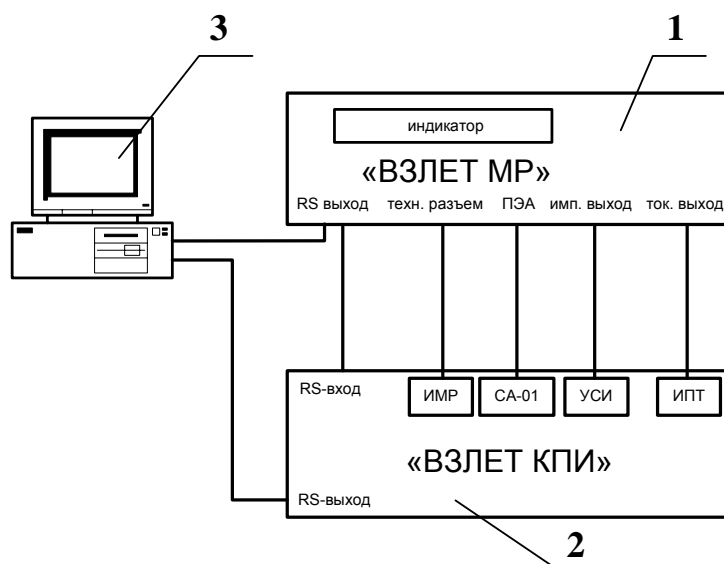 3
1
индикатор
«ВЗЛЕТ МР»
RS выход техн. разъем ПЭА имп. выход ток. выход
RS-вход ИМР СА-01 УСИ ИПТ
«ВЗЛЕТ КПИ»
RS-выход
2